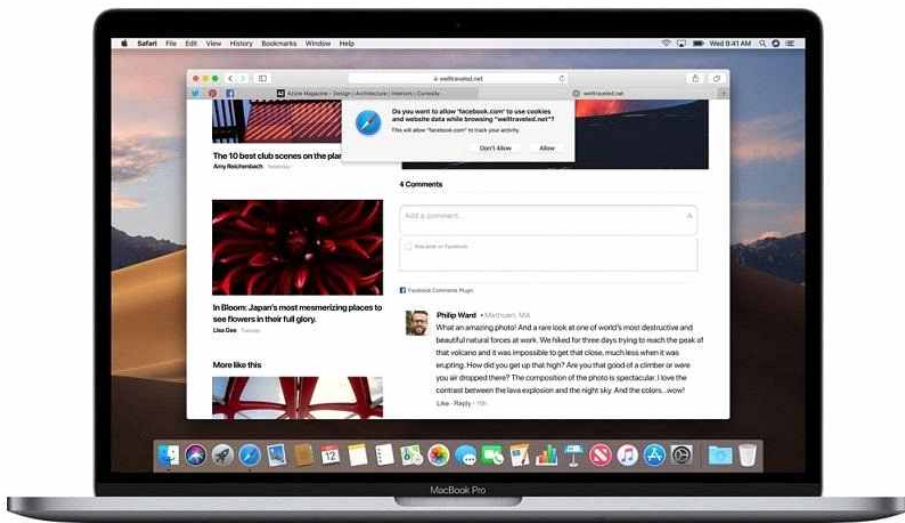 Safari File Edit View History Bookmarks Window Help
Wed 9:41 AM
welltraveled.net
Azure Magazine - Design | Architecture | Interiors | Curiosity
welltraveled.net
Do you want to allow "facebook.com" to use cookies
and website data while browsing "welltraveled.net"?
This will allow "facebook.com" to track your activity.
Don't Allow
Allow
The 10 best club scenes on the plan
Amy Reichenbach Yesterday
In Bloom: Japan's most mesmerizing places to
see flowers in their full glory.
Lisa Dee Tuesday
More like this
4 Comments
Add a comment...
Also post on Facebook
Facebook Comments Plugin
Philip Ward • Methuen, MA
What an amazing photo! And a rare look at one of world's most destructive and
beautiful natural forces at work. We hiked for three days trying to reach the peak of
that volcano and it was impossible to get that close, much less when it was
erupting. How did you get up that high? Are you that good of a climber or were
you air dropped there? The composition of the photo is spectacular. I love the
contrast between the lava explosion and the night sky. And the colors...wow!
Like · Reply · 11h
12
MacBook Pro